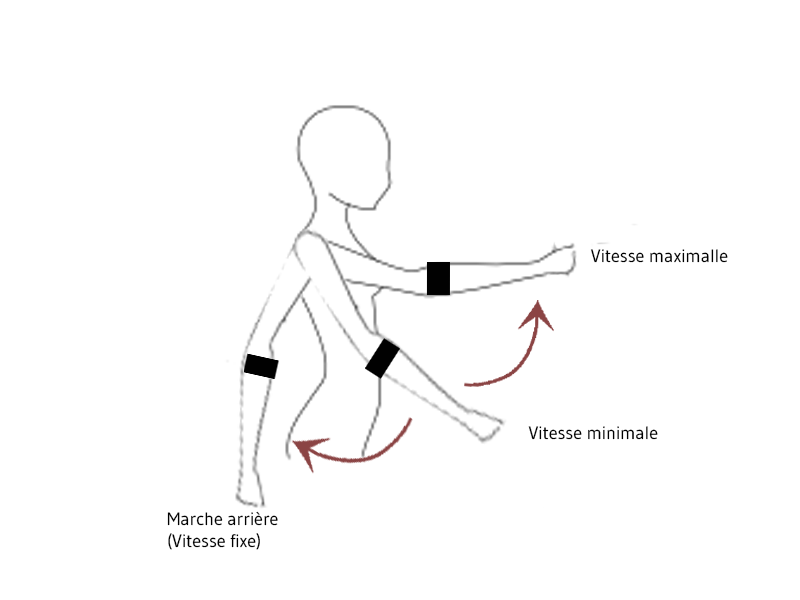 Vitesse maximalle
Vitesse minimale
Marche arrière
(Vitesse fixe)